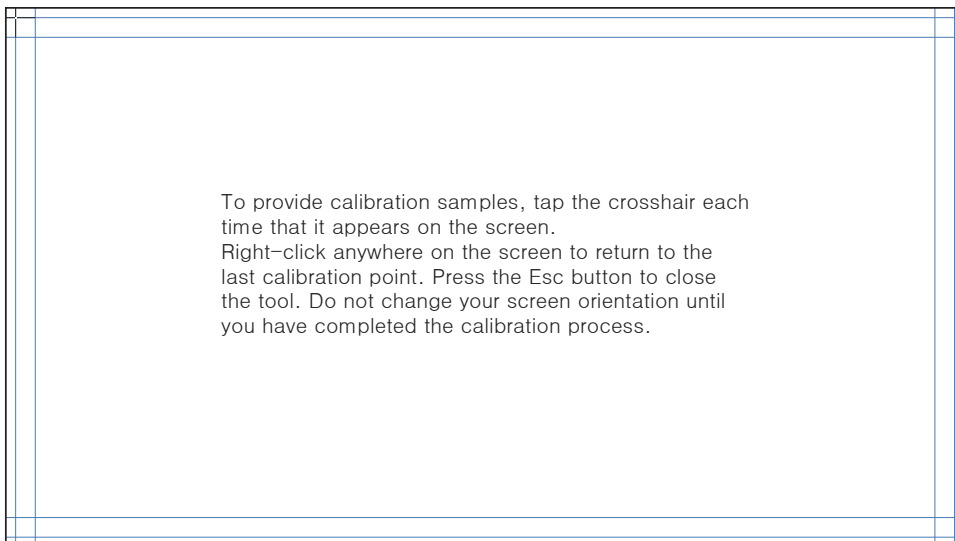 To provide calibration samples, tap the crosshair each
time that it appears on the screen.
Right-click anywhere on the screen to return to the
last calibration point. Press the Esc button to close
the tool. Do not change your screen orientation until
you have completed the calibration process.